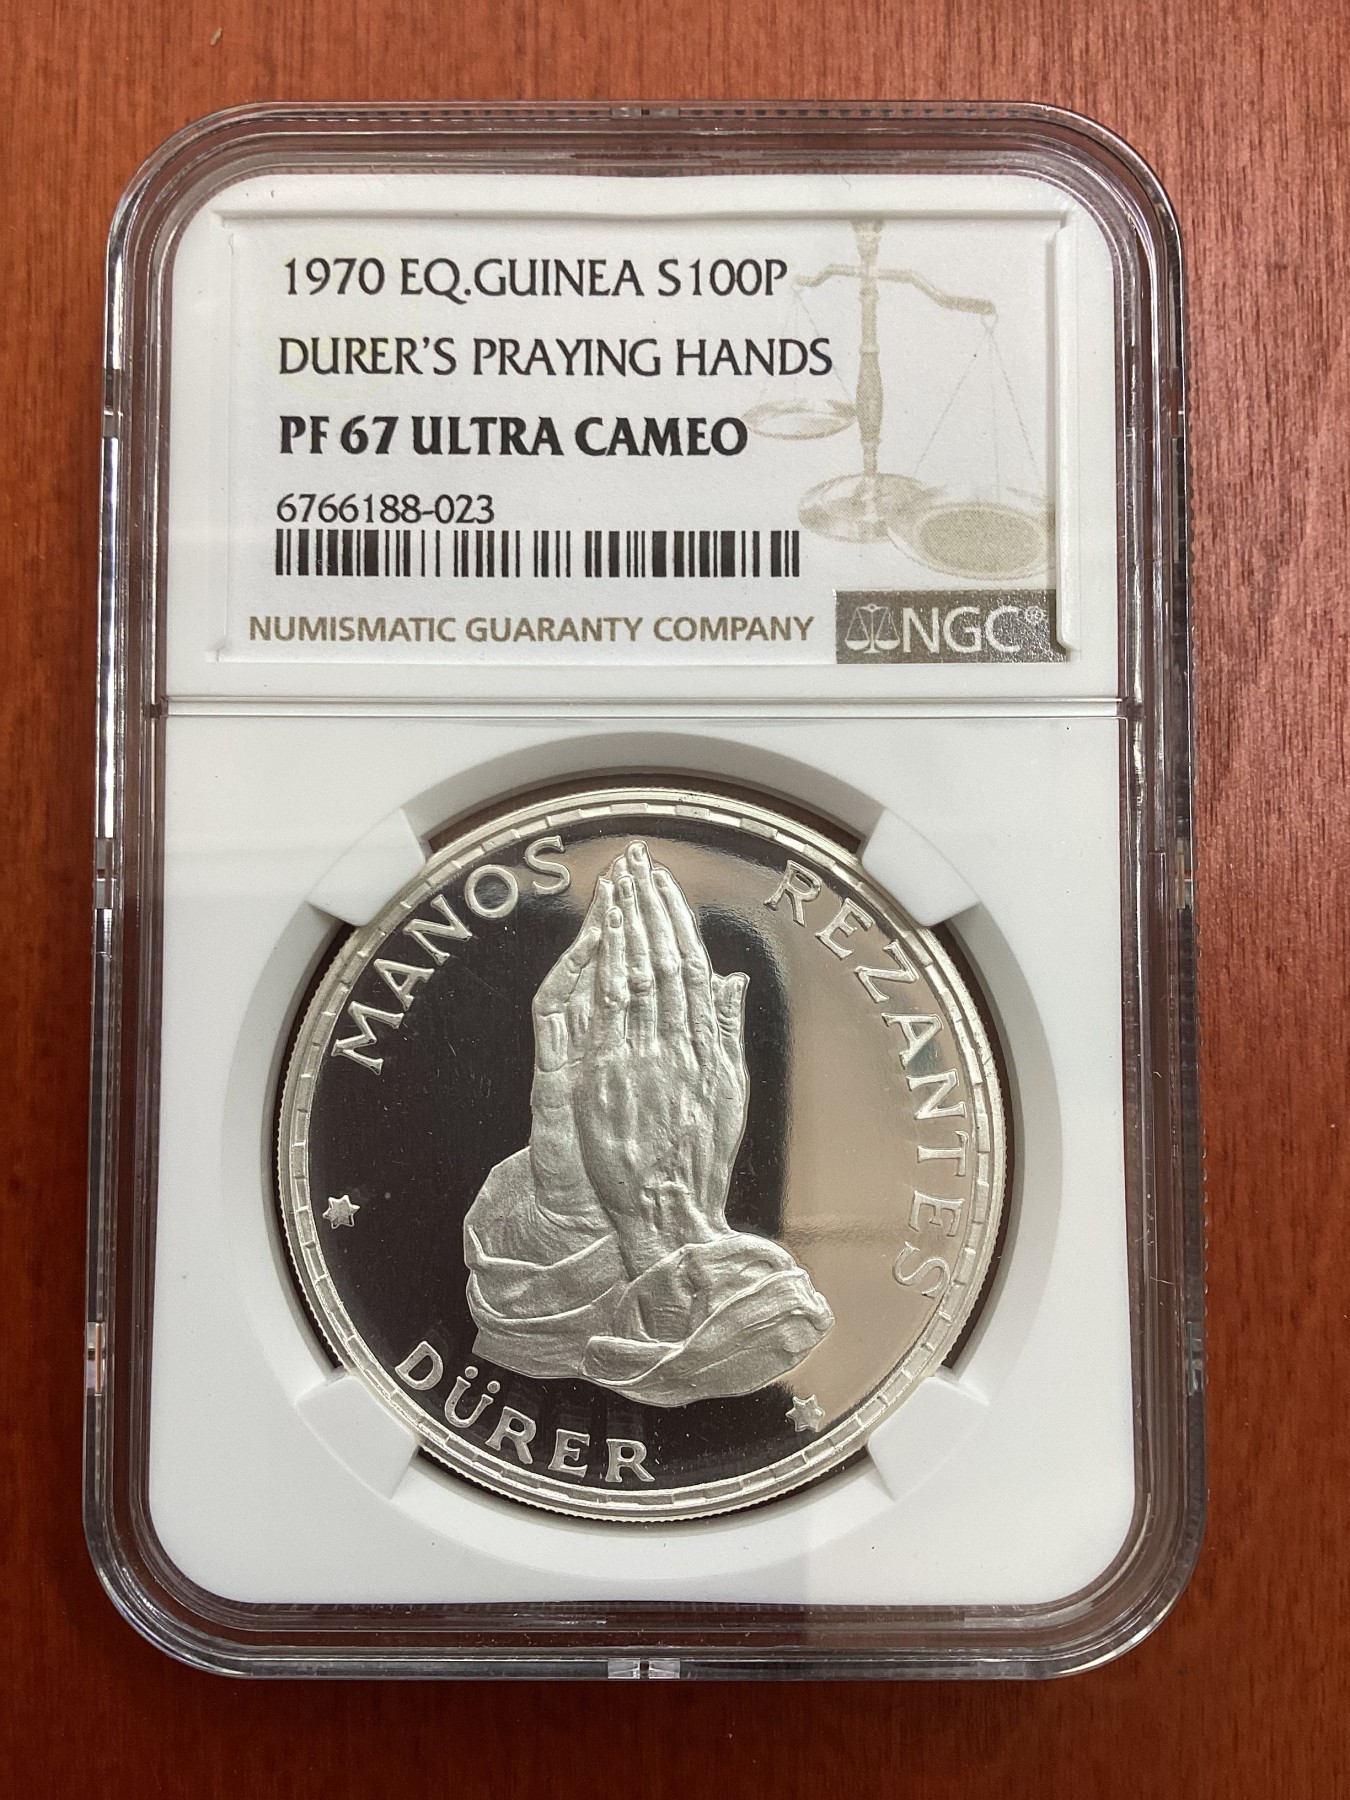 1970 EQ.GUINEA S100P
DURER'S PRAYING HANDS
PF 67 ULTRA CAMEO
6766188-023
NUMISMATIC GUARANTY COMPANY
NGC®
MANOS REZANTES
DÜRER